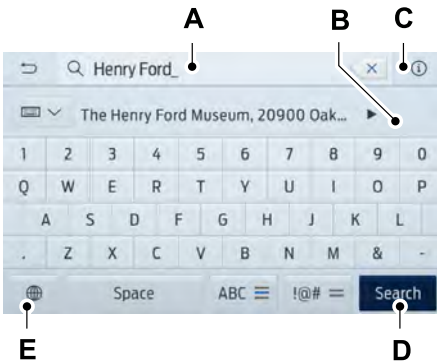 A
B
C
Henry Ford_
The Henry Ford Museum, 20900 Oak...
1 2 3 4 5 6 7 8 9 0
Q W E R T Y U I O P
A S D F G H J K L
. Z X C V B N M & -
Space ABC !@# = Search
E
D